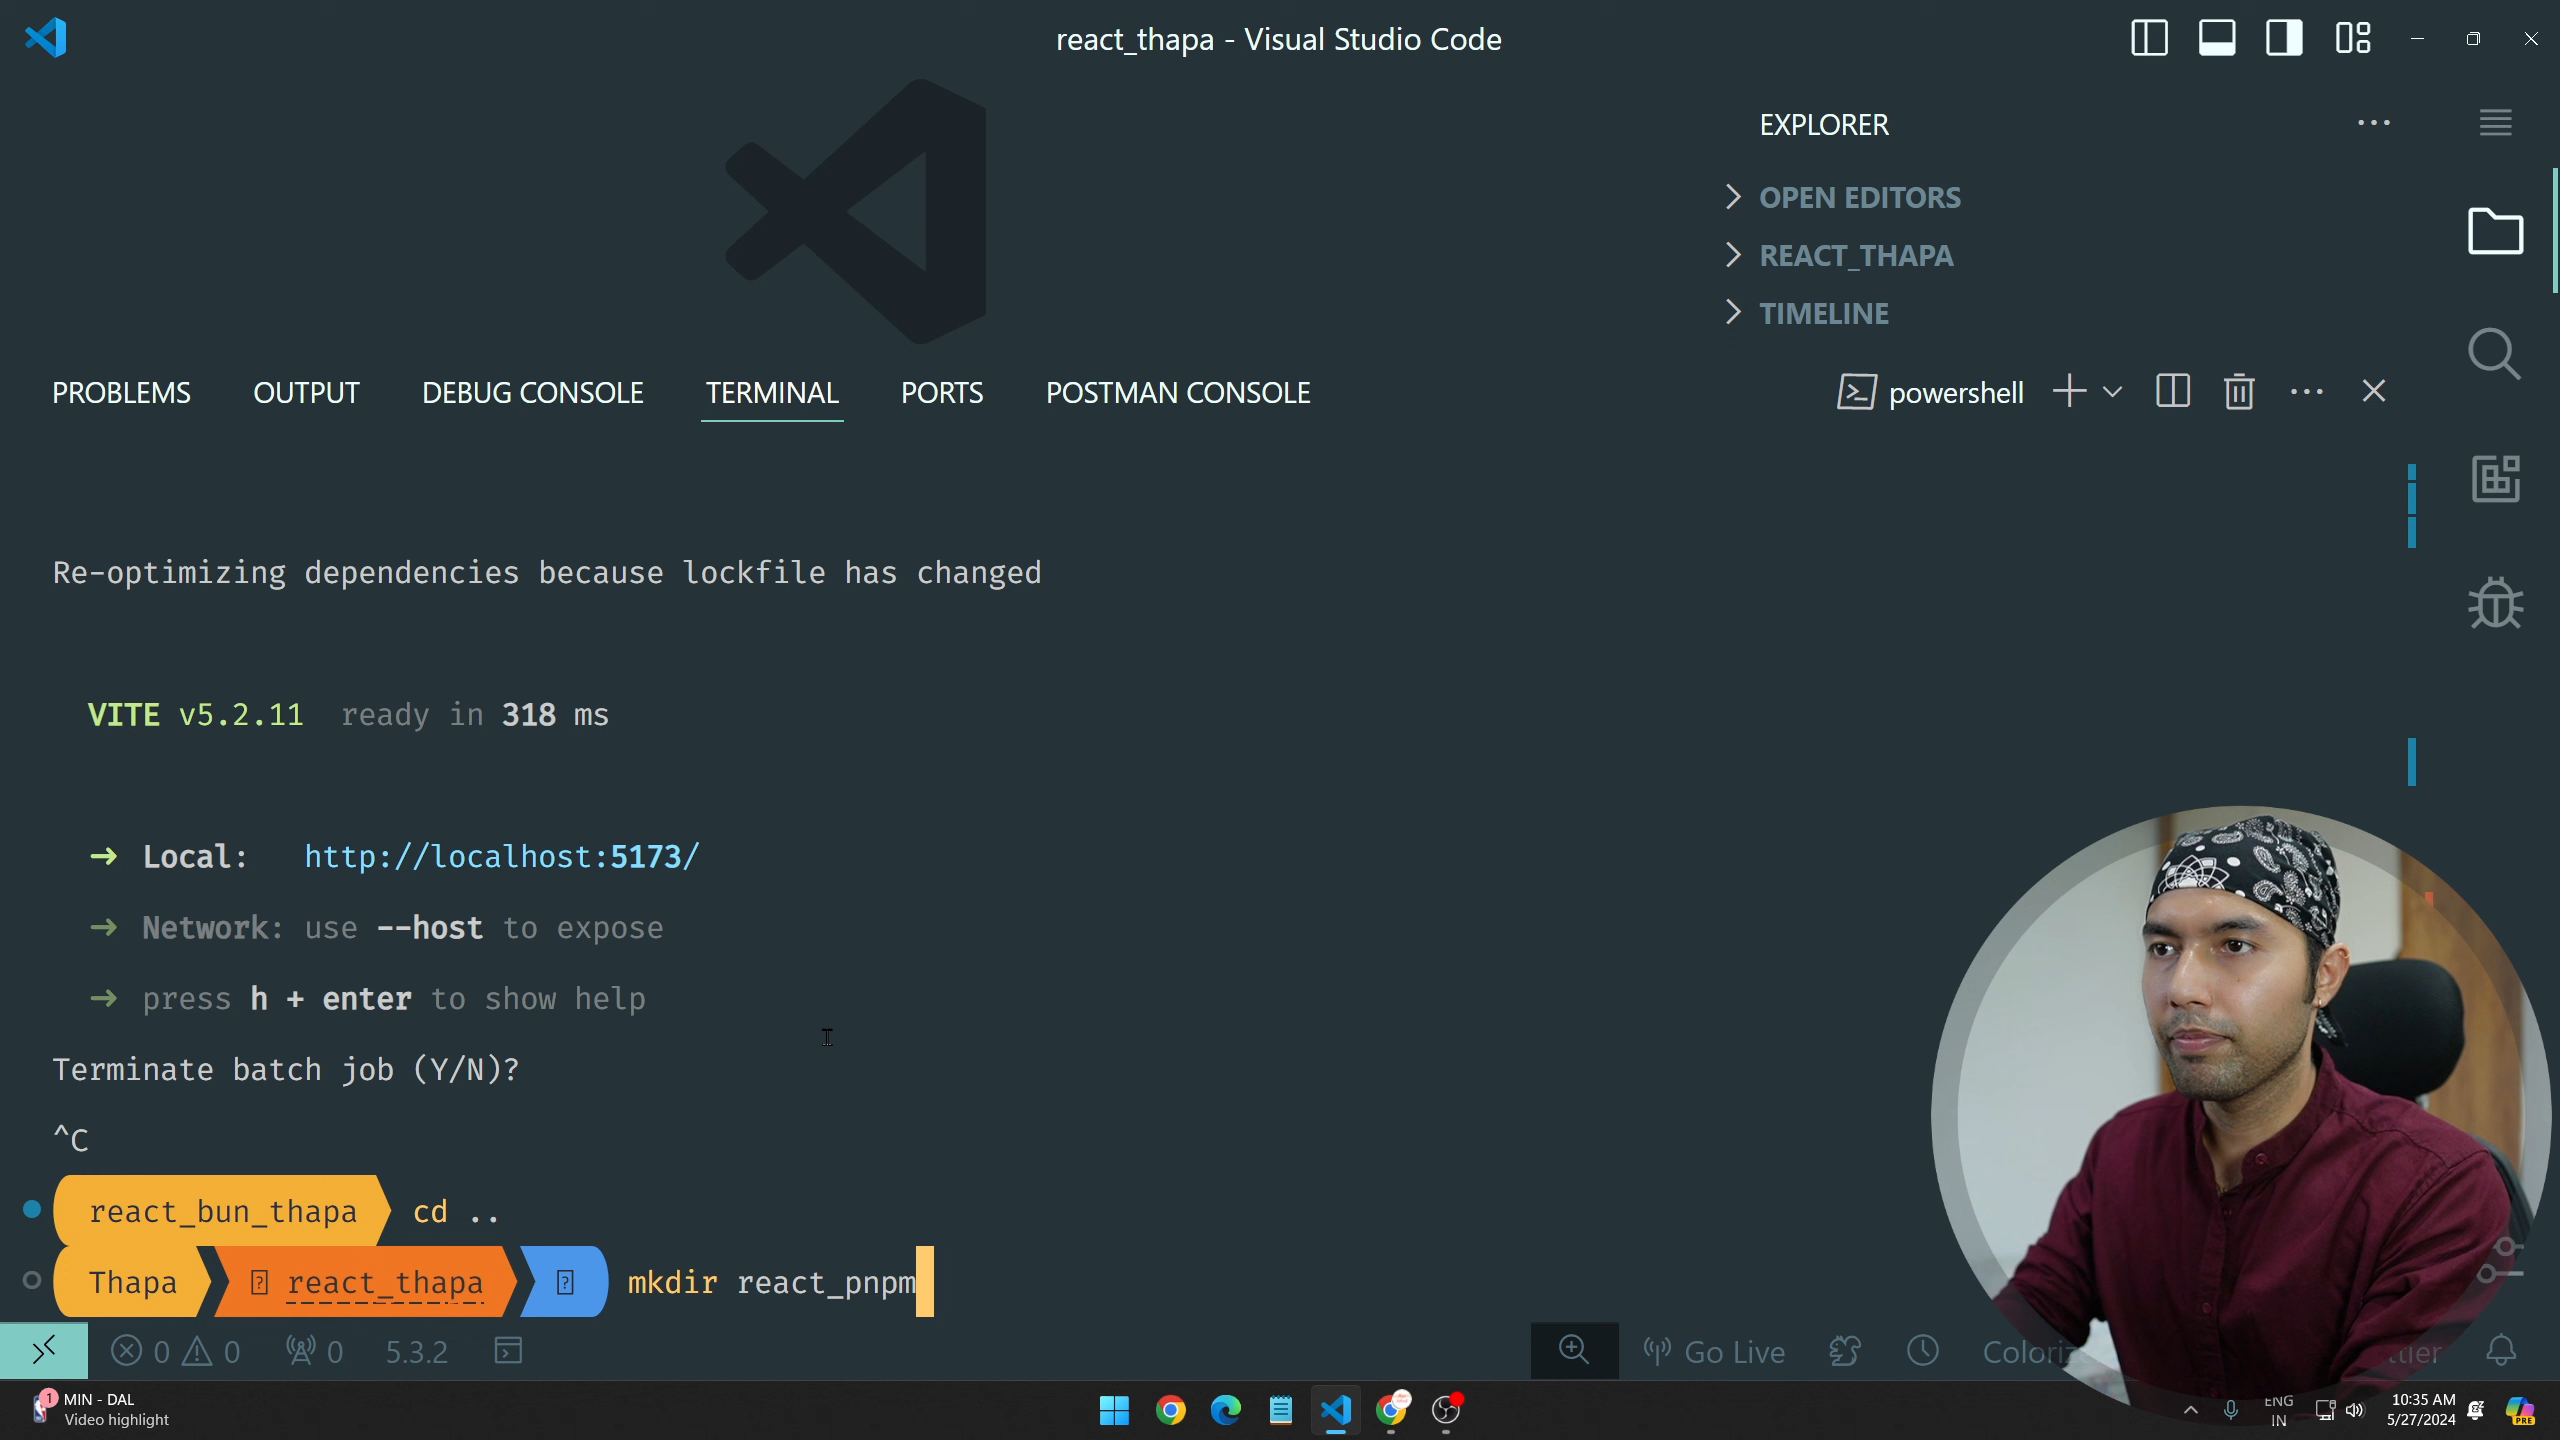 react_thapa - Visual Studio Code
EXPLORER
OPEN EDITORS
REACT_THAPA
TIMELINE
PROBLEMS OUTPUT DEBUG CONSOLE TERMINAL PORTS POSTMAN CONSOLE powershell
Re-optimizing dependencies because lockfile has changed
VITE v5.2.11 ready in 318 ms
➜ Local: http://localhost:5173/
➜ Network: use --host to expose
➜ press h + enter to show help
Terminate batch job (Y/N)?
^C
react_bun_thapa cd ..
Thapa react_thapa mkdir react_pnpm
0 0 0 5.3.2 Go Live
1 MIN - DAL
Video highlight
ENG
IN
10:35 AM
5/27/2024
PRE